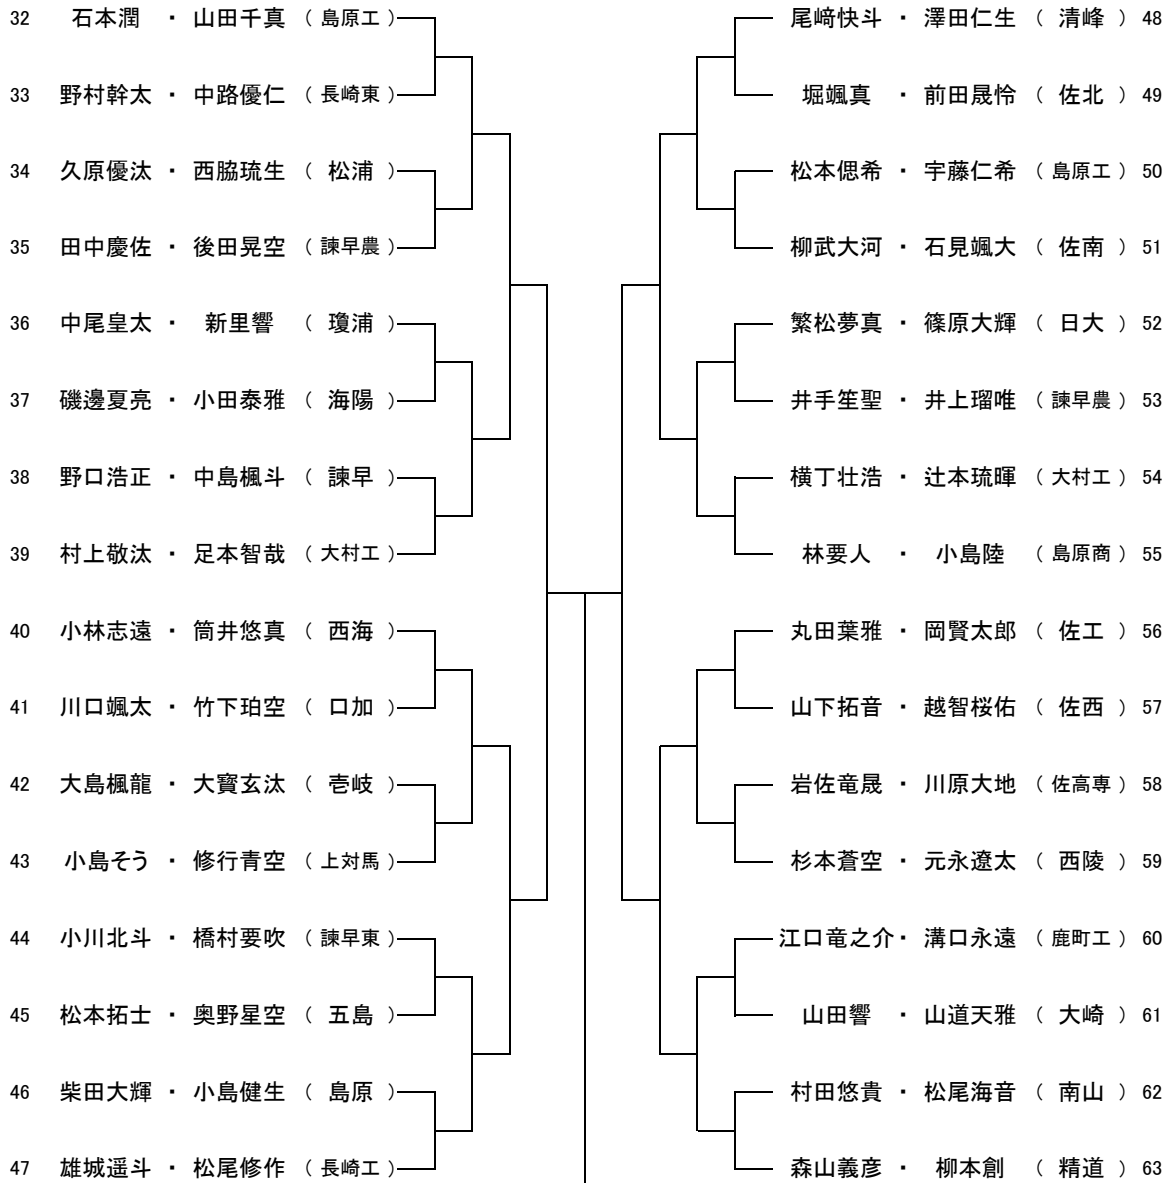 32 石本潤 ・ 山田千真 ( 島原工 )
33 野村幹太 ・ 中路優仁 ( 長崎東 )
34 久原優汰 ・ 西脇琉生 ( 松浦 )
35 田中慶佐 ・ 後田晃空 ( 諫早農 )
36 中尾皇太 ・ 新里響 ( 瓊浦 )
37 磯邊夏亮 ・ 小田泰雅 ( 海陽 )
38 野口浩正 ・ 中島楓斗 ( 諫早 )
39 村上敬汰 ・ 足本智哉 ( 大村工 )
40 小林志遠 ・ 筒井悠真 ( 西海 )
41 川口颯太 ・ 竹下珀空 ( 口加 )
42 大島楓龍 ・ 大寳玄汰 ( 壱岐 )
43 小島そう ・ 修行青空 ( 上対馬 )
44 小川北斗 ・ 橋村要吹 ( 諫早東 )
45 松本拓士 ・ 奥野星空 ( 五島 )
46 柴田大輝 ・ 小島健生 ( 島原 )
47 雄城遥斗 ・ 松尾修作 ( 長崎工 )
尾﨑快斗 ・ 澤田仁生 ( 清峰 ) 48
堀颯真 ・ 前田晟怜 ( 佐北 ) 49
松本偲希 ・ 宇藤仁希 ( 島原工 ) 50
柳武大河 ・ 石見颯大 ( 佐南 ) 51
繁松夢真 ・ 篠原大輝 ( 日大 ) 52
井手笙聖 ・ 井上瑠唯 ( 諫早農 ) 53
横丁壮浩 ・ 辻本琉暉 ( 大村工 ) 54
林要人 ・ 小島陸 ( 島原商 ) 55
丸田葉雅 ・ 岡賢太郎 ( 佐工 ) 56
山下拓音 ・ 越智桜佑 ( 佐西 ) 57
岩佐竜晟 ・ 川原大地 ( 佐高専 ) 58
杉本蒼空 ・ 元永遼太 ( 西陵 ) 59
江口竜之介・ 溝口永遠 ( 鹿町工 ) 60
山田響 ・ 山道天雅 ( 大崎 ) 61
村田悠貴 ・ 松尾海音 ( 南山 ) 62
森山義彦 ・ 柳本創 ( 精道 ) 63